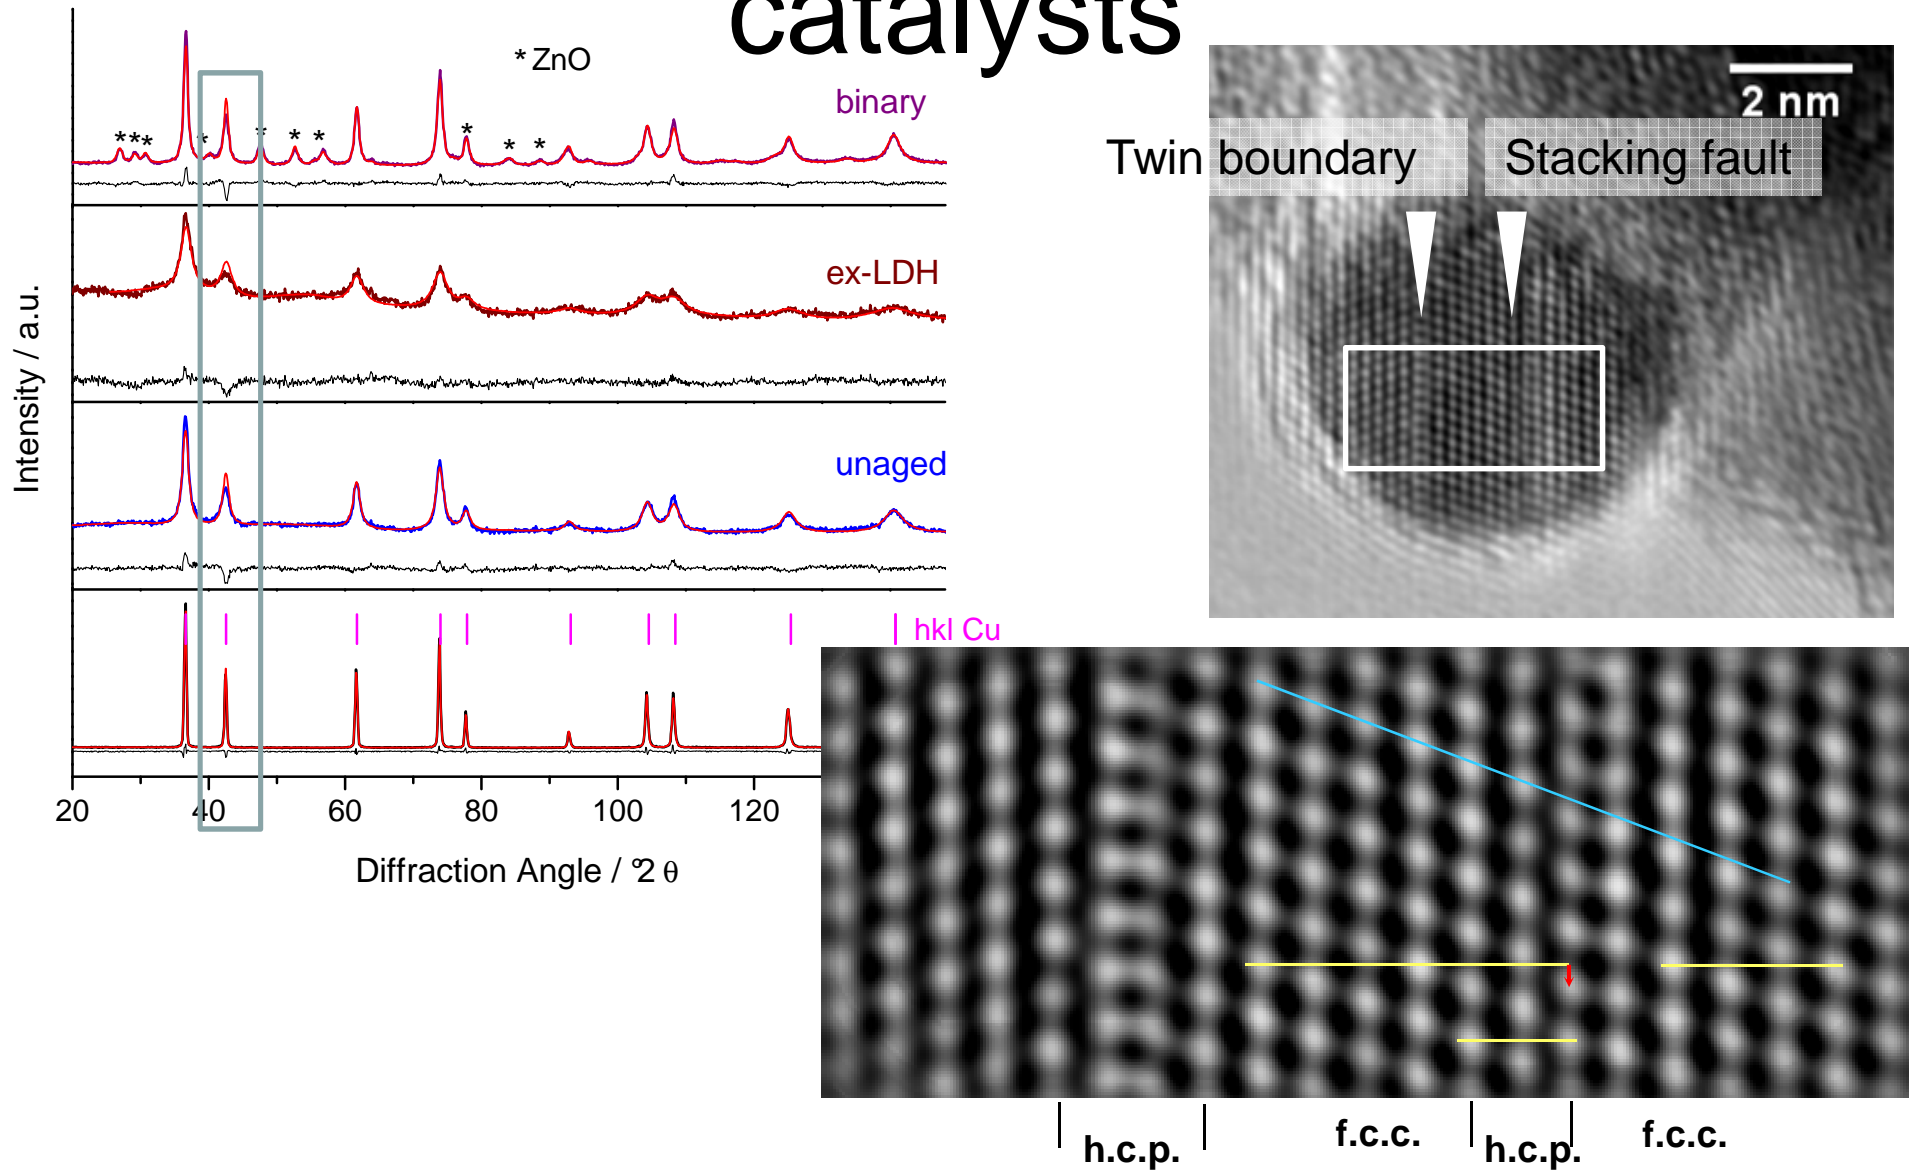 catalysts
* ZnO
binary
* * * * * * * * * * *
ex-LDH
unaged
hkl Cu
Intensity / a.u.
20 40 60 80 100 120
Diffraction Angle / °2 θ
2 nm
Twin boundary
Stacking fault
h.c.p.
f.c.c.
h.c.p.
f.c.c.